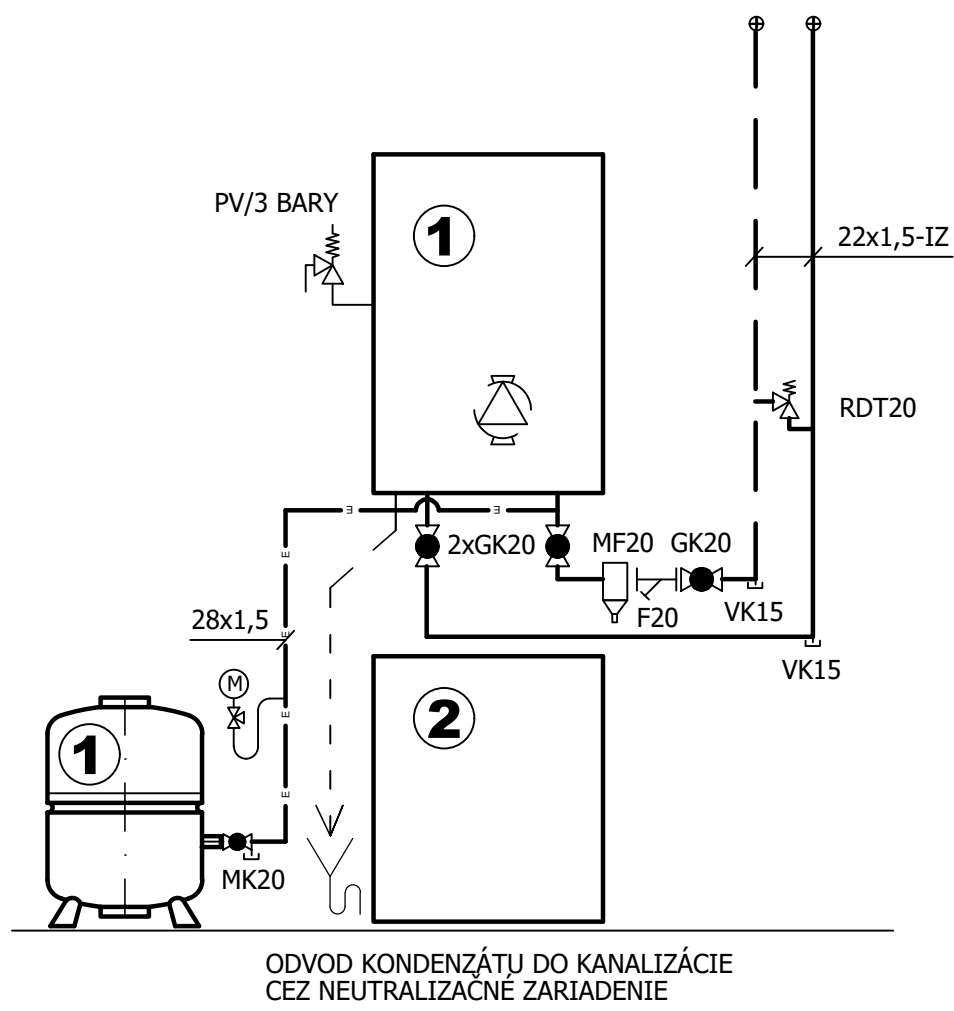 PV/3 BARY
1
22x1,5-IZ
RDT20
E
E
E
2xGK20
MF20
GK20
F20
VK15
28x1,5
E
VK15
M
2
E
1
E
MK20
ODVOD KONDENZÁTU DO KANALIZÁCIE
CEZ NEUTRALIZAČNÉ ZARIADENIE